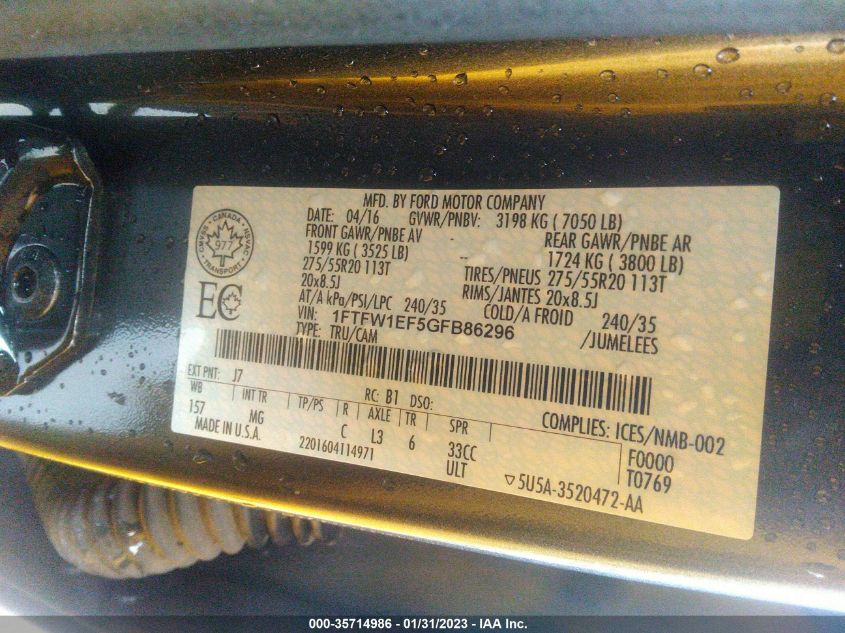 MFD. BY FORD MOTOR COMPANY
DATE: 04/16 GVWR/PNBV: 3198 KG ( 7050 LB)
FRONT GAWR/PNBE AV REAR GAWR/PNBE AR
1599 KG ( 3525 LB) 1724 KG ( 3800 LB)
275/55R20 113T TIRES/PNEUS 275/55R20 113T
20x8.5J RIMS/JANTES 20x8.5J
AT/A kPa/PSI/LPC 240/35 COLD/A FROID 240/35
VIN: 1FTFW1EF5GFB86296 /JUMELEES
TYPE: TRU/CAM
CANADA
CMVSS 977 NSVAC
TRANSPORT
EC
EXT PNT: J7 RC: B1 DSO:
WB INT TR TP/PS R AXLE TR SPR
157 MG C L3 6 33CC
MADE IN U.S.A. 2201604114971 ULT
COMPLIES: ICES/NMB-002
F0000
T0769
▽5U5A-3520472-AA
000-35714986 - 01/31/2023 - IAA Inc.